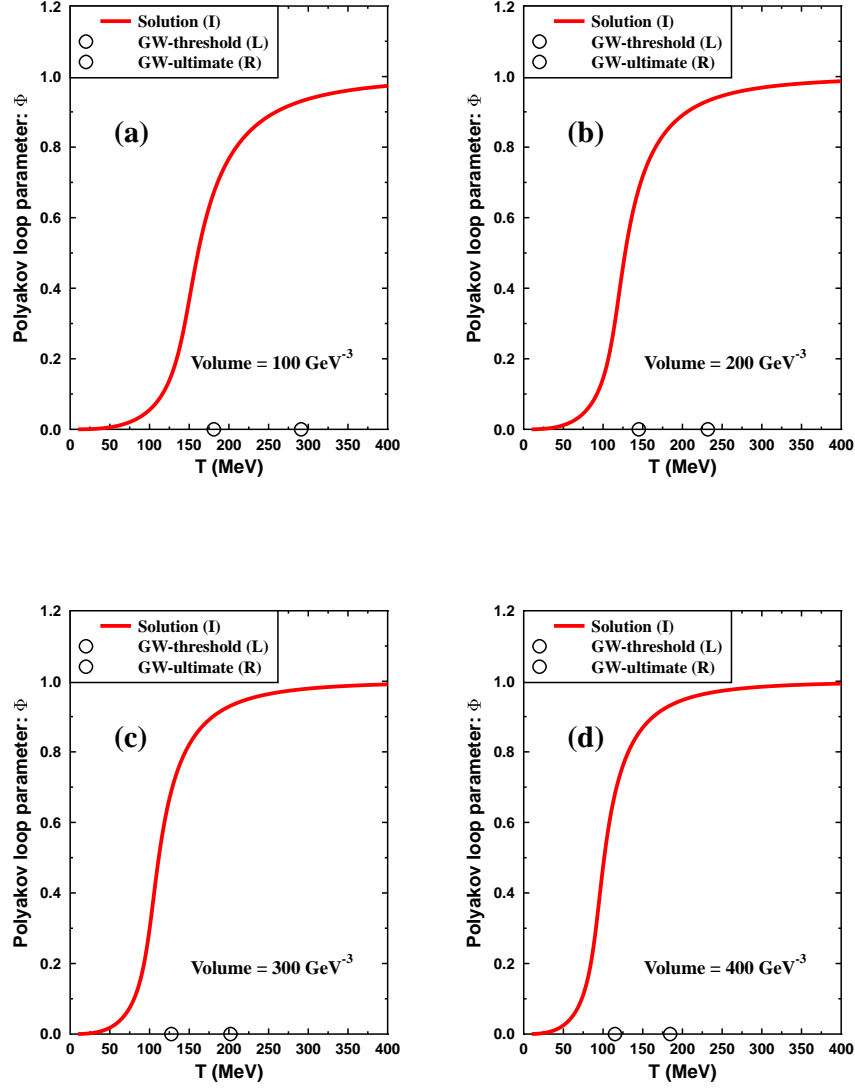 Solution (I)
GW-threshold (L)
GW-ultimate (R)
(a)
Volume = 100 GeV-3
Polyakov loop parameter: Φ
1.2
1.0
0.8
0.6
0.4
0.2
0.0
0 50 100 150 200 250 300 350 400
T (MeV)
Solution (I)
GW-threshold (L)
GW-ultimate (R)
(b)
Volume = 200 GeV-3
Polyakov loop parameter: Φ
1.2
1.0
0.8
0.6
0.4
0.2
0.0
0 50 100 150 200 250 300 350 400
T (MeV)
Solution (I)
GW-threshold (L)
GW-ultimate (R)
(c)
Volume = 300 GeV-3
Polyakov loop parameter: Φ
1.2
1.0
0.8
0.6
0.4
0.2
0.0
0 50 100 150 200 250 300 350 400
T (MeV)
Solution (I)
GW-threshold (L)
GW-ultimate (R)
(d)
Volume = 400 GeV-3
Polyakov loop parameter: Φ
1.2
1.0
0.8
0.6
0.4
0.2
0.0
0 50 100 150 200 250 300 350 400
T (MeV)